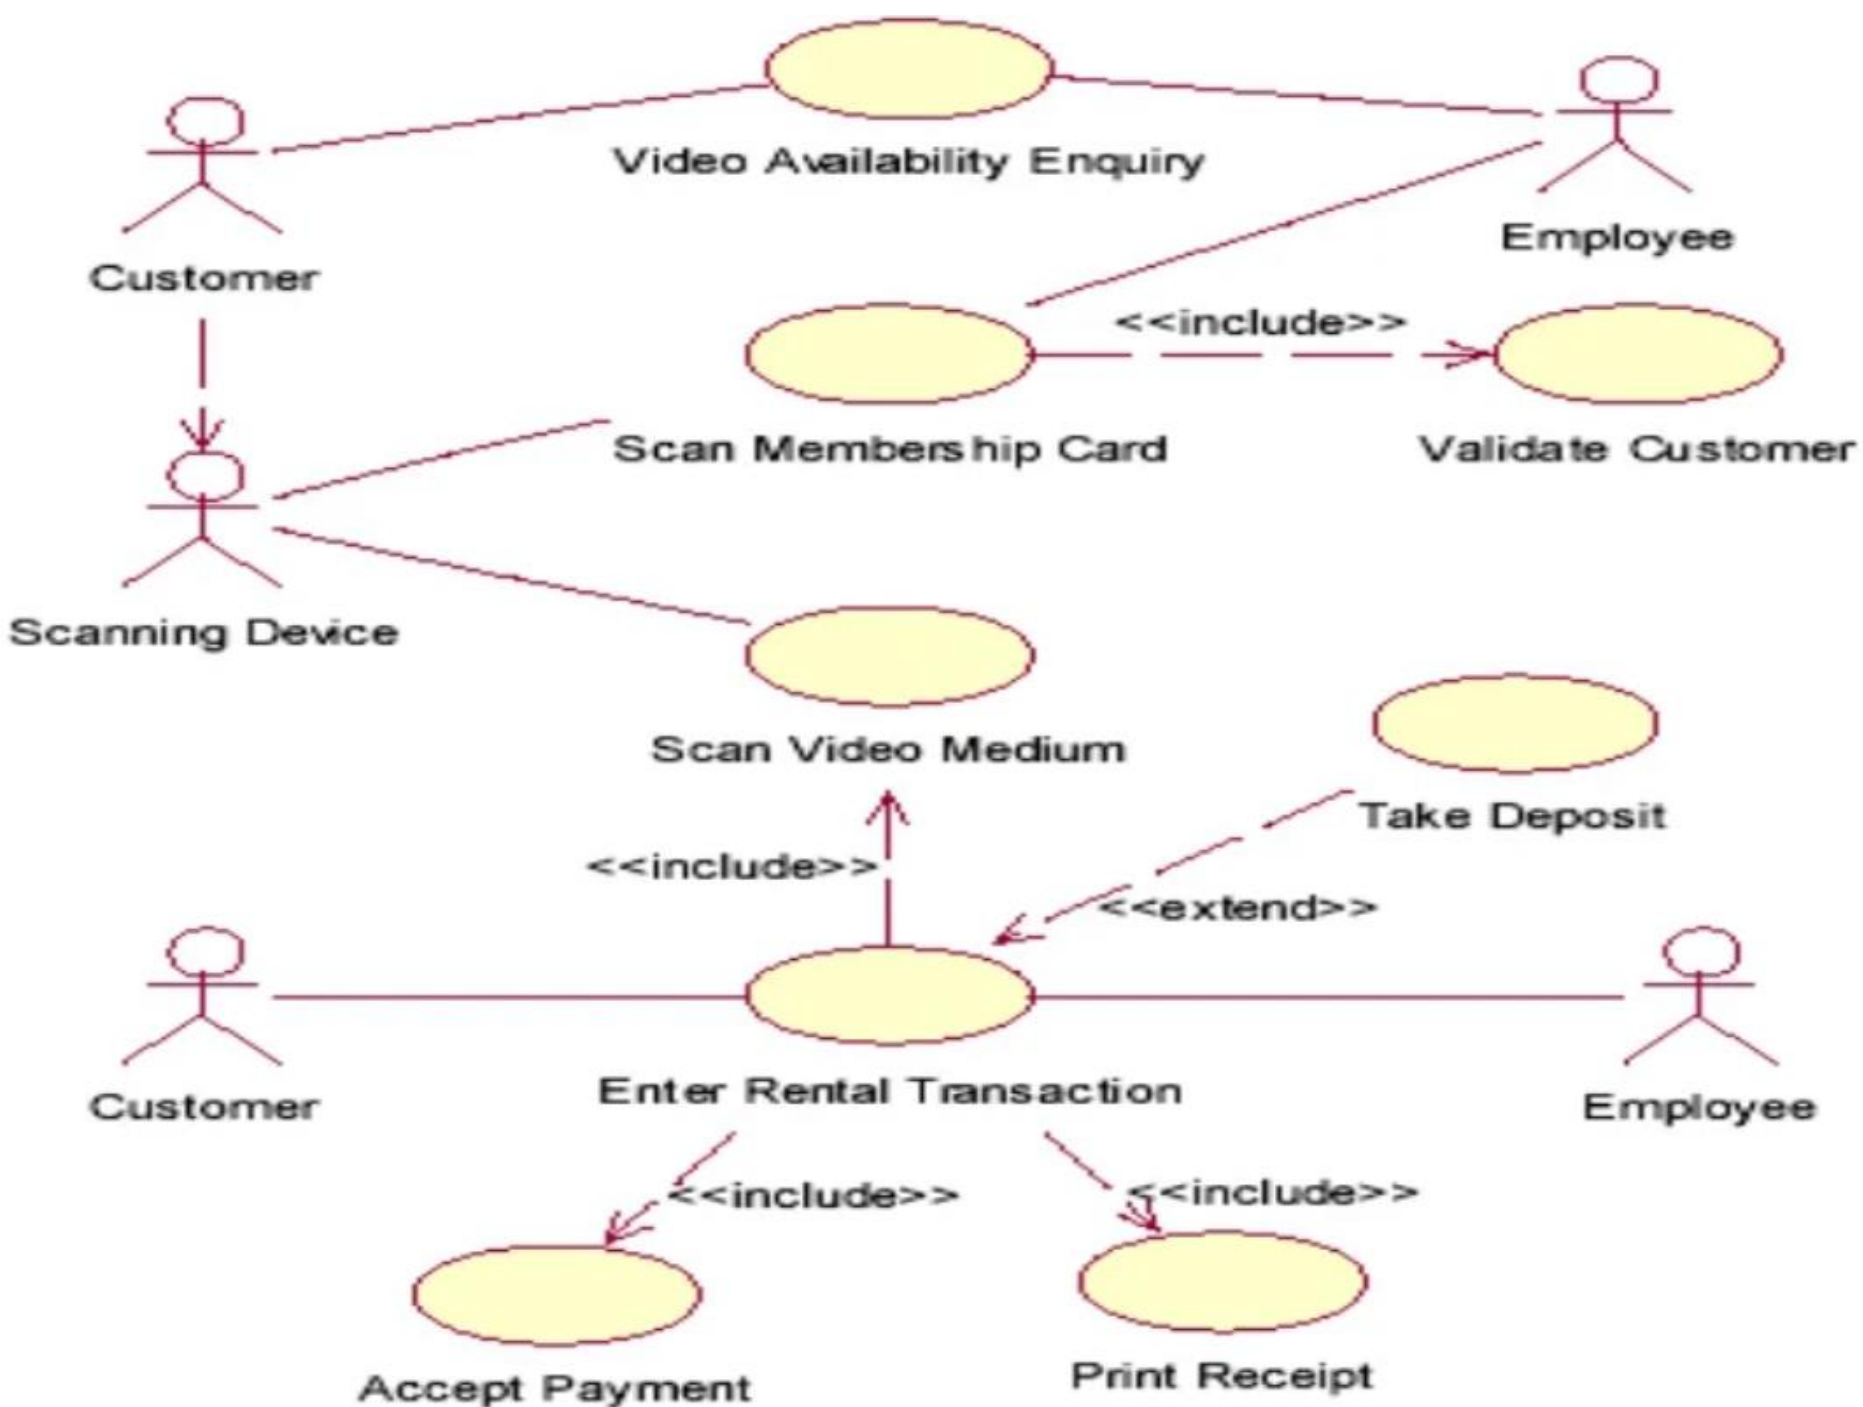 Video Availability Enquiry
Customer
Employee
<<include>>
Scan Membership Card
Validate Customer
Scanning Device
Scan Video Medium
Take Deposit
<<include>>
<<extend>>
Customer
Enter Rental Transaction
Employee
<<include>>
<<include>>
Accept Payment
Print Receipt